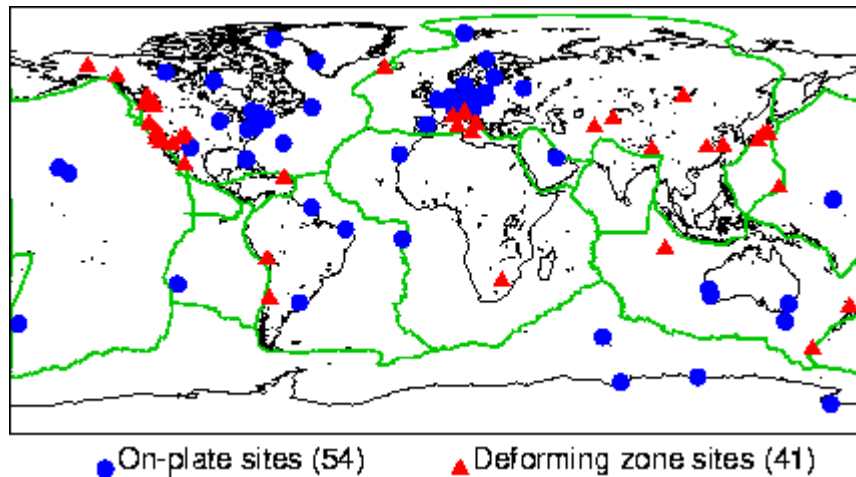 On-plate sites (54) Deforming zone sites (41)